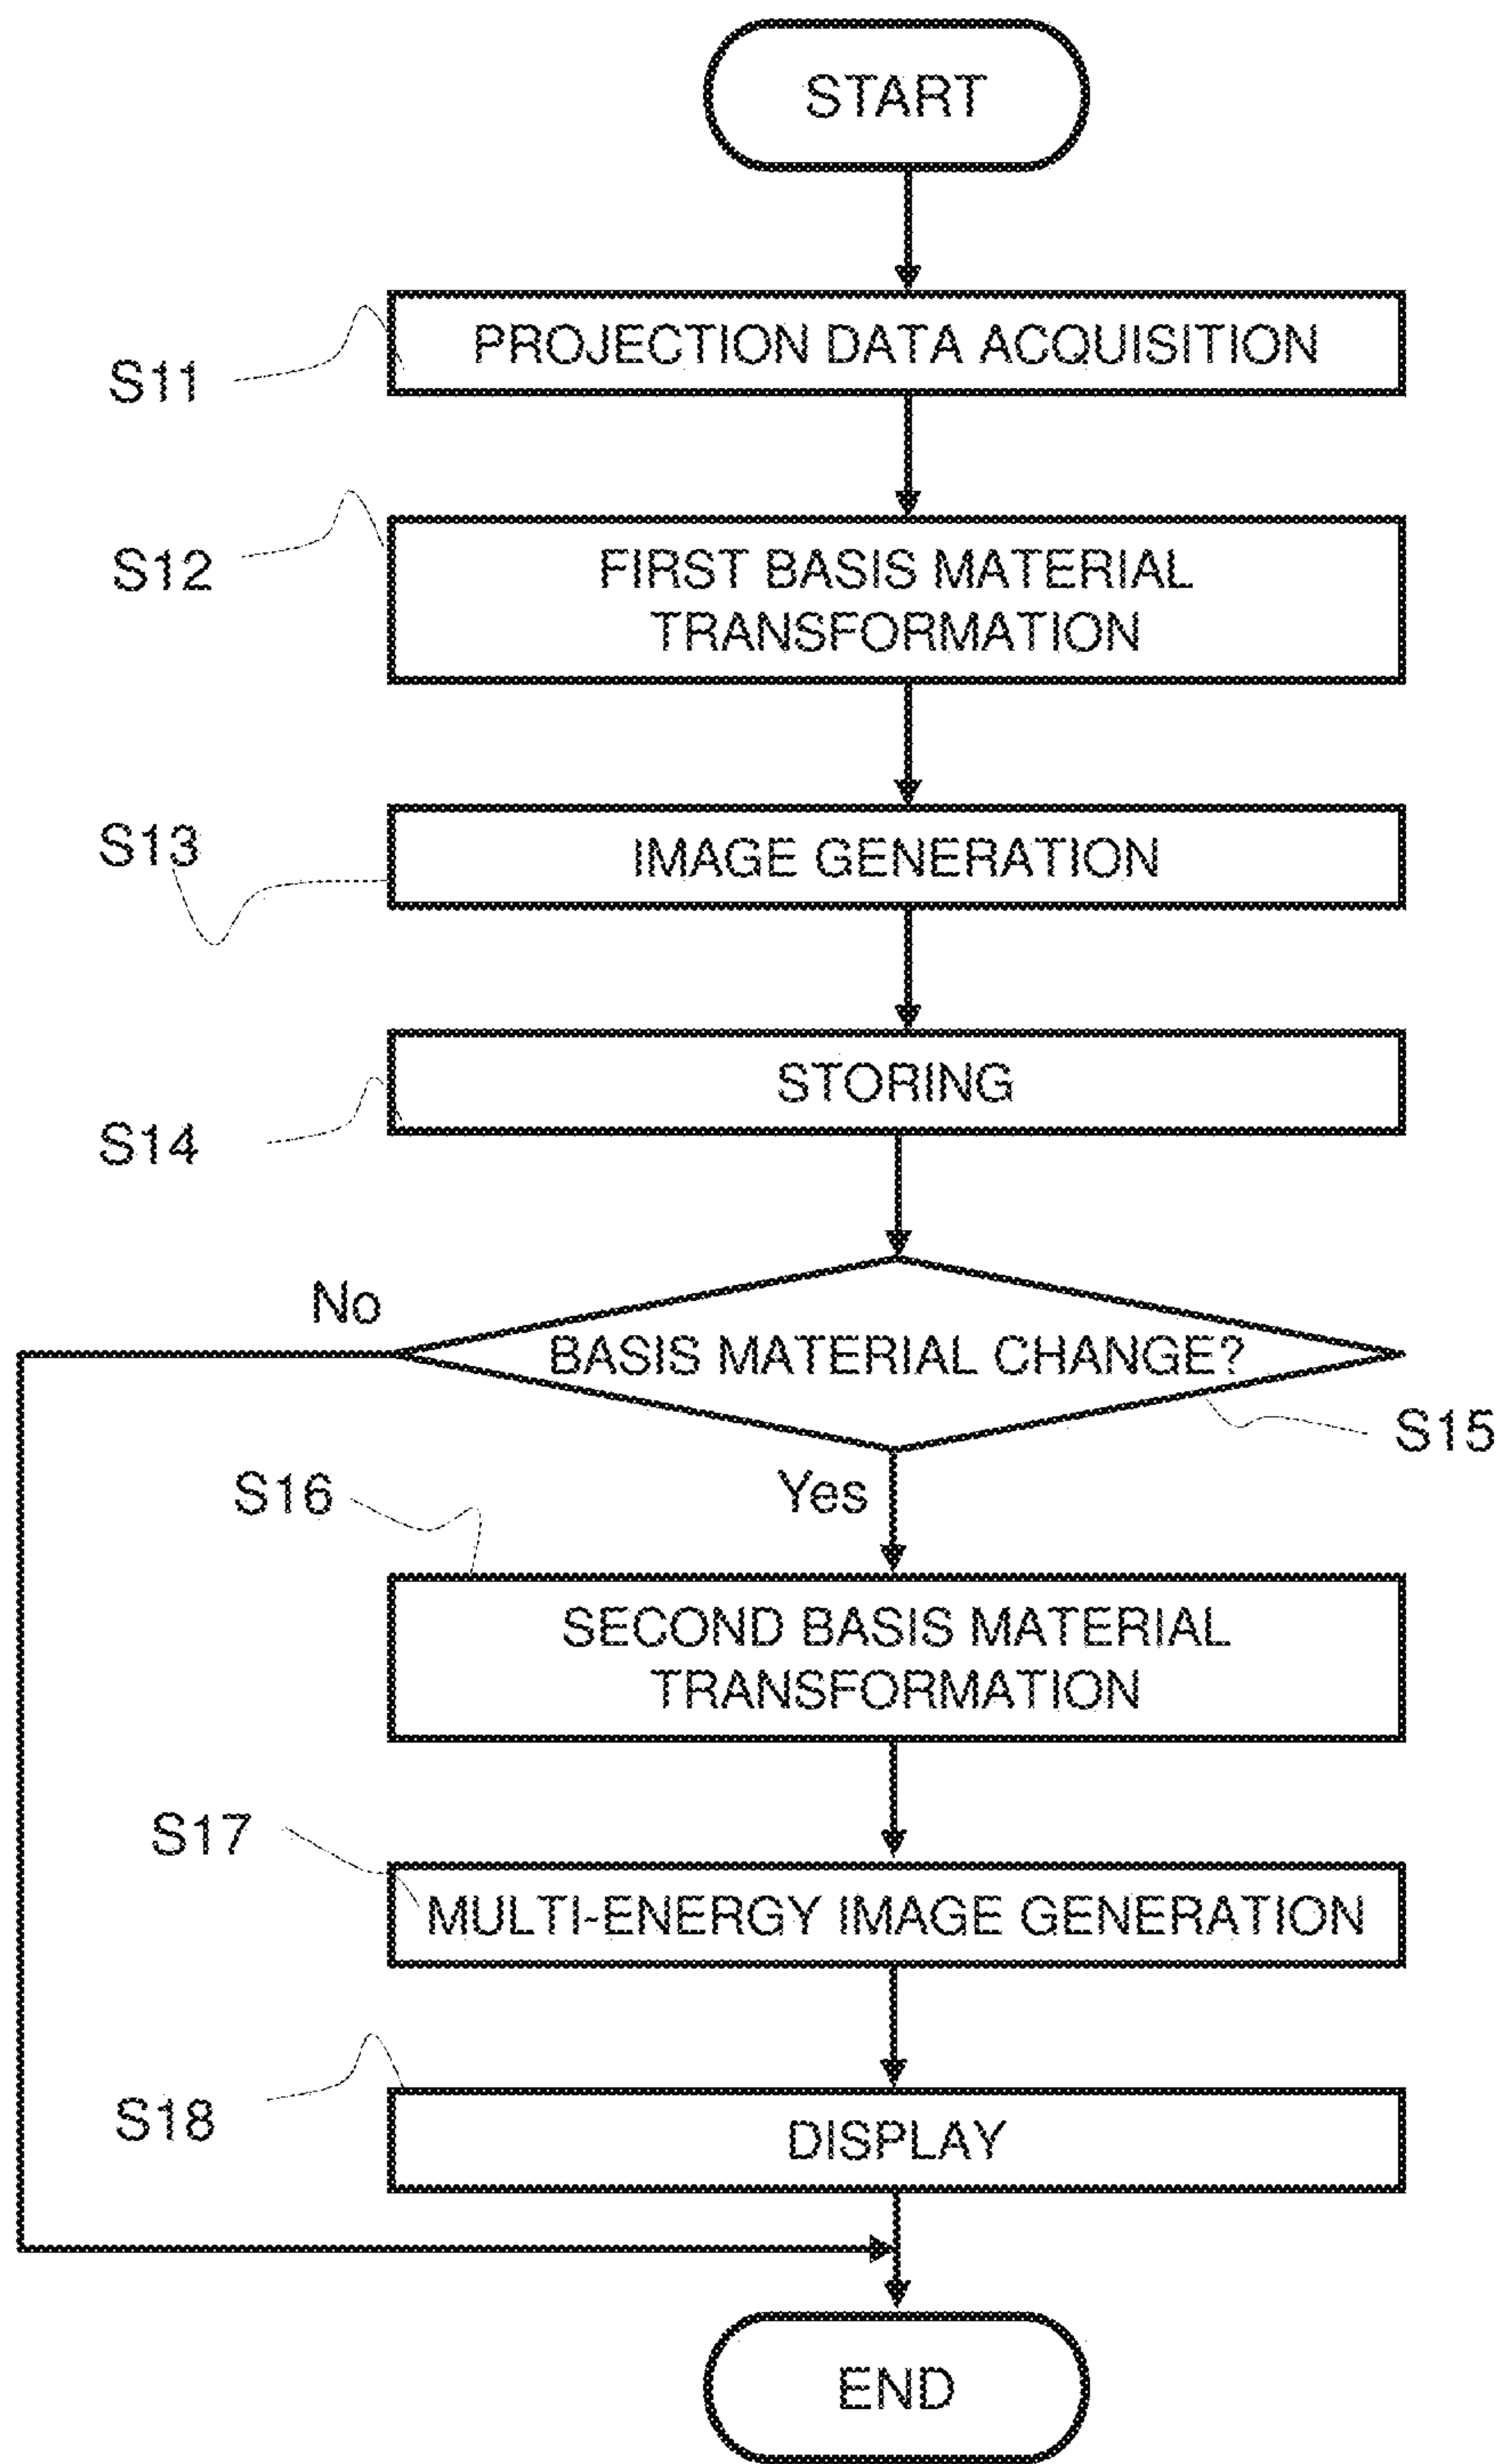 START
PROJECTION DATA ACQUISITION
S11
FIRST BASIS MATERIAL
TRANSFORMATION
S12
IMAGE GENERATION
S13
STORING
S14
No
BASIS MATERIAL CHANGE?
S15
Yes
S16
SECOND BASIS MATERIAL
TRANSFORMATION
S17
MULTI-ENERGY IMAGE GENERATION
S18
DISPLAY
END